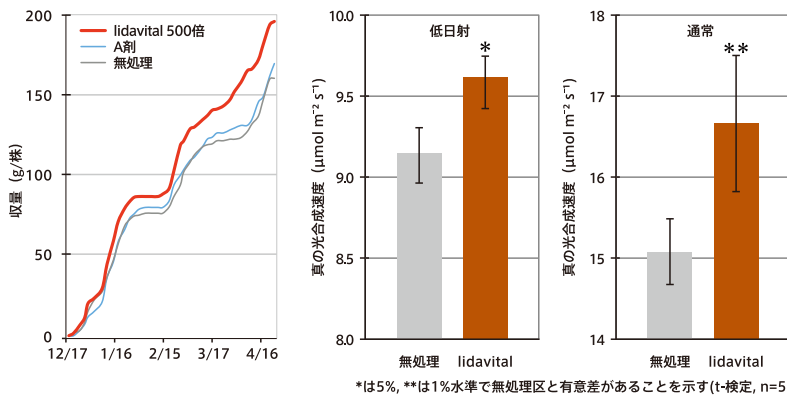 lidavital 500倍
A剤
無処理
収量 (g/株)
200
150
100
50
0
12/17 1/16 2/15 3/17 4/16
低日射
真の光合成速度 (μmol m⁻² s⁻¹)
10.0
9.5
9.0
8.5
8.0
*
無処理 lidavital
通常
真の光合成速度 (μmol m⁻² s⁻¹)
18
17
16
15
14
**
無処理 lidavital
*は5%, **は1%水準で無処理区と有意差があることを示す(t-検定, n=5